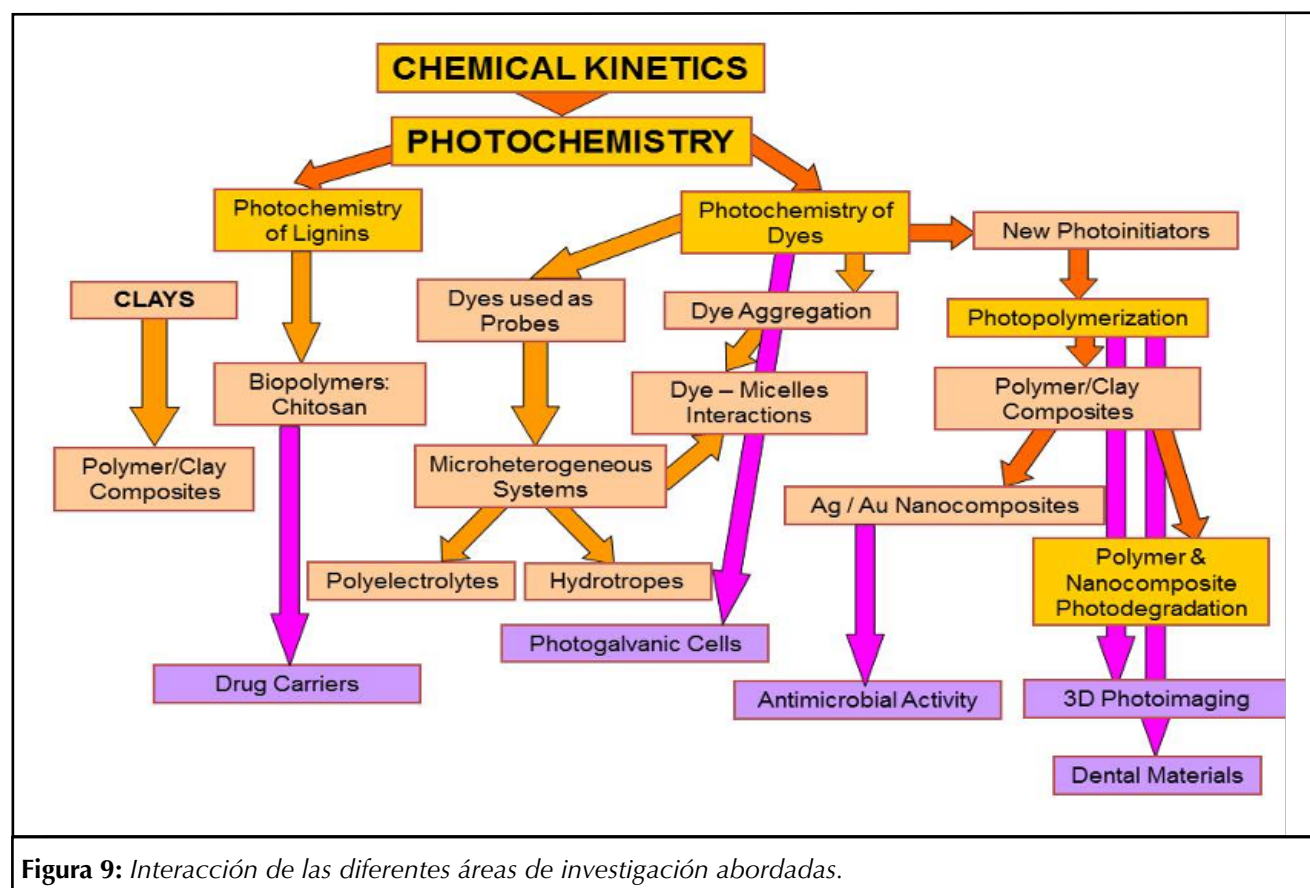 CHEMICAL KINETICS
PHOTOCHEMISTRY
Photochemistry
of Lignins
Photochemistry of
Dyes
New Photoinitiators
CLAYS
Dyes used as
Probes
Dye Aggregation
Photopolymerization
Biopolymers:
Chitosan
Dye – Micelles
Interactions
Polymer/Clay
Composites
Polymer/Clay
Composites
Microheterogeneous
Systems
Ag / Au Nanocomposites
Polyelectrolytes
Hydrotropes
Polymer &
Nanocomposite
Photodegradation
Photogalvanic Cells
Drug Carriers
Antimicrobial Activity
3D Photoimaging
Dental Materials
Figura 9: Interacción de las diferentes áreas de investigación abordadas.